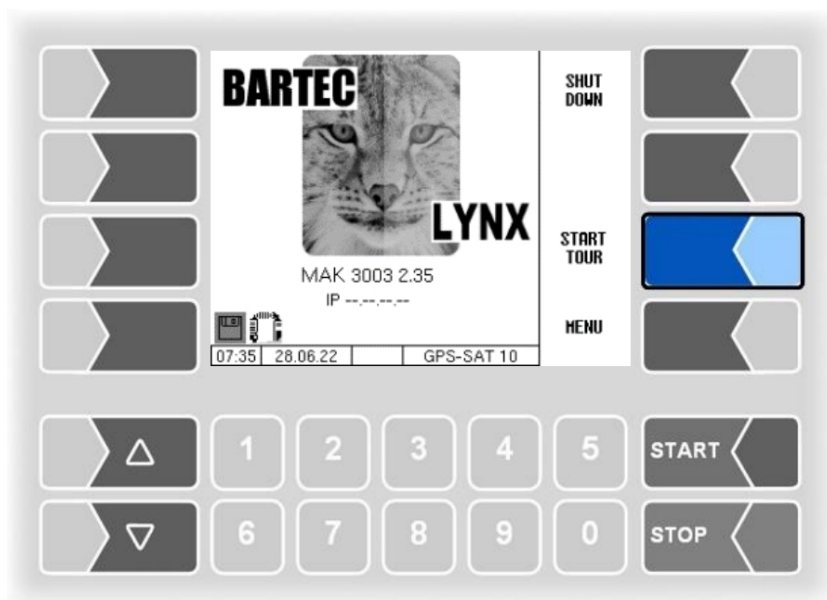 BARTEC
LYNX
MAK 3003 2.35
IP --.--.--.--
07:35 28.06.22 GPS-SAT 10
SHUT
DOWN
START
TOUR
MENU
1 2 3 4 5 START
6 7 8 9 0 STOP